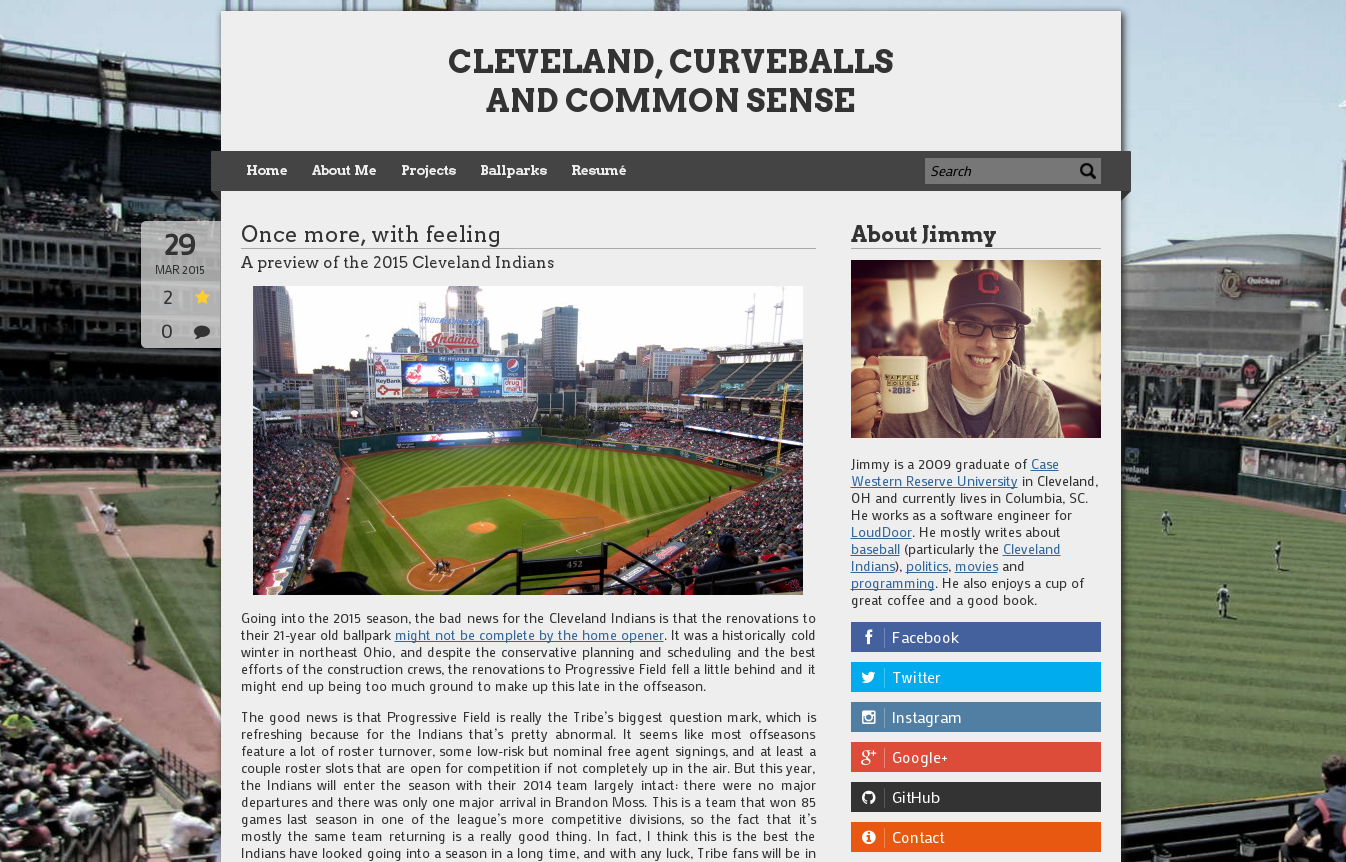 CLEVELAND, CURVEBALLS
AND COMMON SENSE
Home About Me Projects Ballparks Resumé
Search
29
MAR 2015
2
0
Once more, with feeling
A preview of the 2015 Cleveland Indians
PROGRESSIVE
Indians
KeyBank
pepsi
drug mart
452
Going into the 2015 season, the bad news for the Cleveland Indians is that the renovations to
their 21-year old ballpark might not be complete by the home opener. It was a historically cold
winter in northeast Ohio, and despite the conservative planning and scheduling and the best
efforts of the construction crews, the renovations to Progressive Field fell a little behind and it
might end up being too much ground to make up this late in the offseason.
The good news is that Progressive Field is really the Tribe's biggest question mark, which is
refreshing because for the Indians that's pretty abnormal. It seems like most offseasons
feature a lot of roster turnover, some low-risk but nominal free agent signings, and at least a
couple roster slots that are open for competition if not completely up in the air. But this year,
the Indians will enter the season with their 2014 team largely intact: there were no major
departures and there was only one major arrival in Brandon Moss. This is a team that won 85
games last season in one of the league's more competitive divisions, so the fact that it's
mostly the same team returning is a really good thing. In fact, I think this is the best the
Indians have looked going into a season in a long time, and with any luck, Tribe fans will be in
About Jimmy
C
WAFFLE
HOUSE
2012
Jimmy is a 2009 graduate of Case
Western Reserve University in Cleveland,
OH and currently lives in Columbia, SC.
He works as a software engineer for
LoudDoor. He mostly writes about
baseball (particularly the Cleveland
Indians), politics, movies and
programming. He also enjoys a cup of
great coffee and a good book.
Facebook
Twitter
Instagram
Google+
GitHub
Contact
Quicken
Cleveland
Clinic